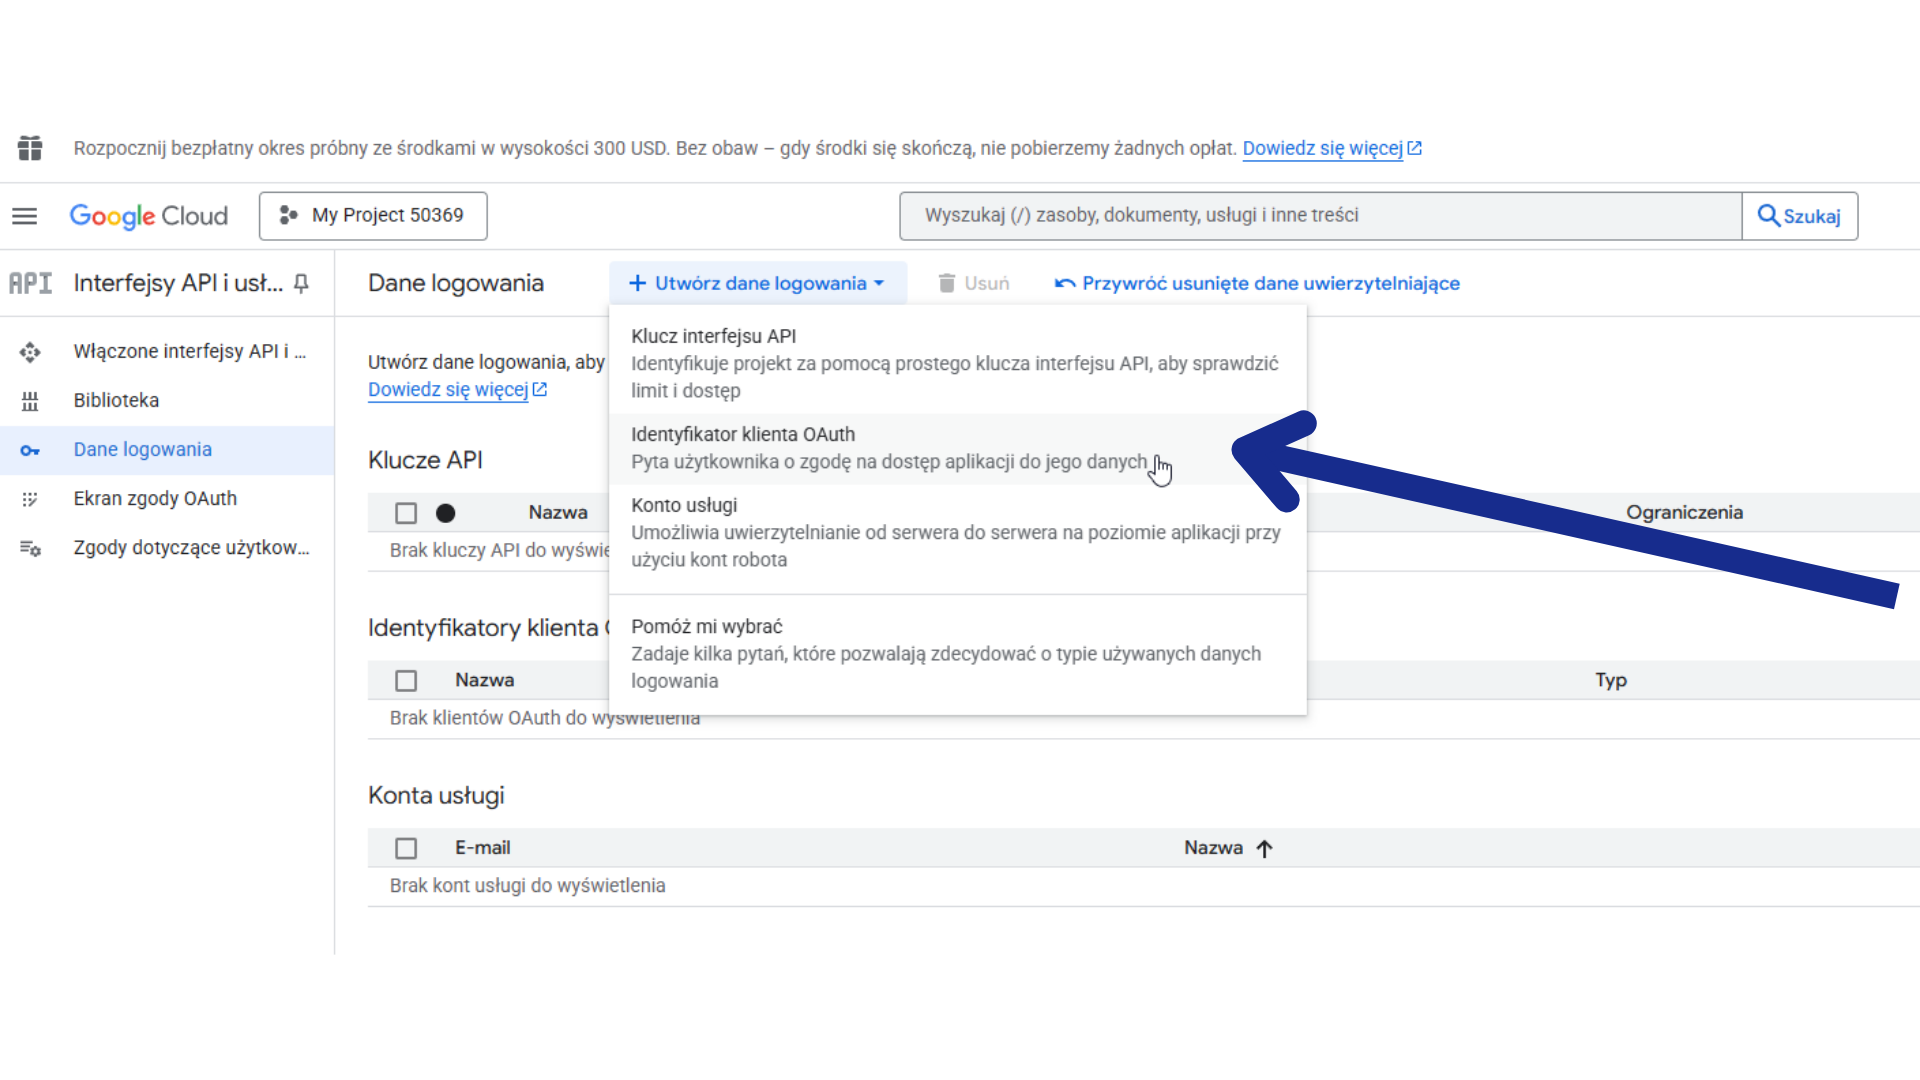 Rozpocznij bezpłatny okres próbny ze środkami w wysokości 300 USD. Bez obaw – gdy środki się skończą, nie pobierzemy żadnych opłat. Dowiedz się więcej
Google Cloud
My Project 50369
Wyszukaj (/) zasoby, dokumenty, usługi i inne treści
Szukaj
API
Interfejsy API i usł...
Dane logowania
+ Utwórz dane logowania
Usuń
Przywróć usunięte dane uwierzytelniające
Włączone interfejsy API i ...
Biblioteka
Dane logowania
Ekran zgody OAuth
Zgody dotyczące użytkow...
Utwórz dane logowania, aby
Dowiedz się więcej
Klucz interfejsu API
Identyfikuje projekt za pomocą prostego klucza interfejsu API, aby sprawdzić
limit i dostęp
Identyfikator klienta OAuth
Pyta użytkownika o zgodę na dostęp aplikacji do jego danych
Konto usługi
Umożliwia uwierzytelnianie od serwera do serwera na poziomie aplikacji przy
użyciu kont robota
Pomóż mi wybrać
Zadaje kilka pytań, które pozwalają zdecydować o typie używanych danych
logowania
Klucze API
Nazwa
Ograniczenia
Brak kluczy API do
Identyfikatory klienta
Nazwa
Typ
Brak klientów OAuth do wyświetlenia
Konta usługi
E-mail
Nazwa
Brak kont usługi do wyświetlenia